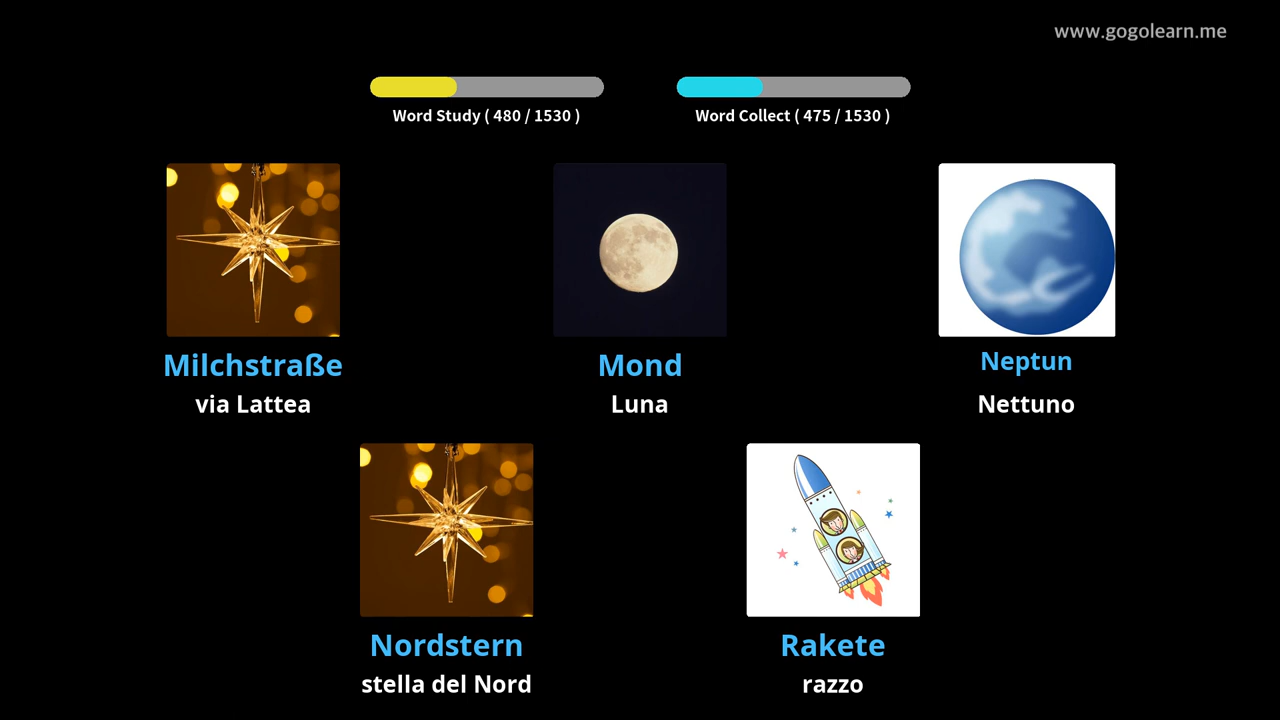 www.gogolearn.me
Word Study ( 480 / 1530 )
Word Collect ( 475 / 1530 )
Milchstraße
via Lattea
Mond
Luna
Neptun
Nettuno
Nordstern
stella del Nord
Rakete
razzo